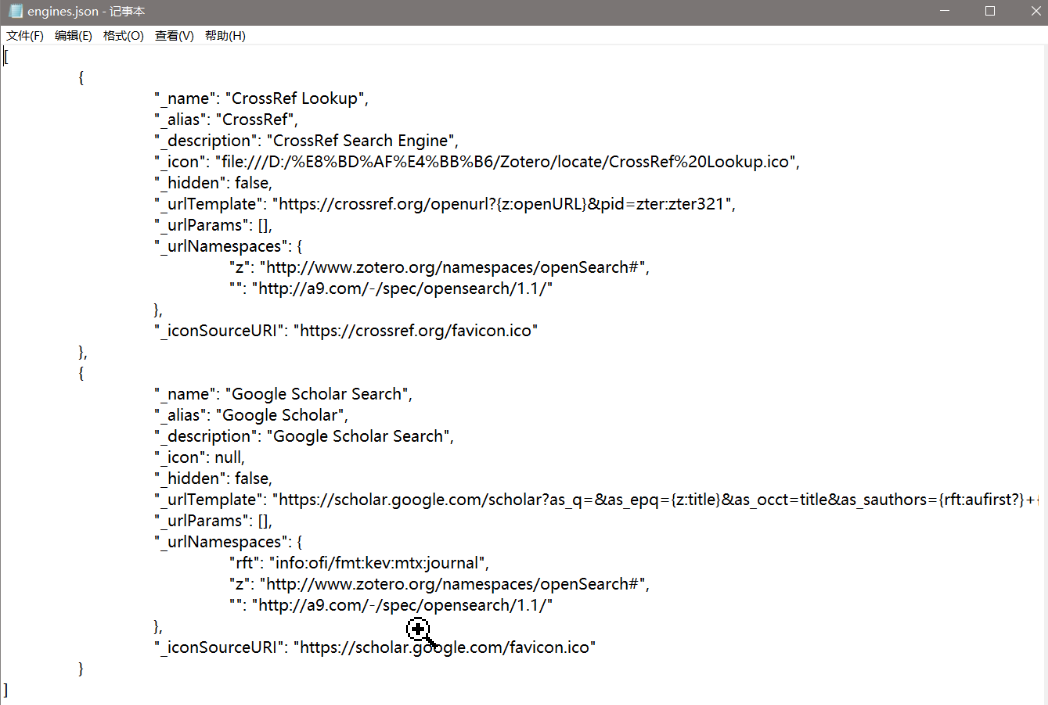 engines.json - 记事本
文件(F) 编辑(E) 格式(O) 查看(V) 帮助(H)
[
{
"_name": "CrossRef Lookup",
"_alias": "CrossRef",
"_description": "CrossRef Search Engine",
"_icon": "file:///D:/%E8%BD%AF%E4%BB%B6/Zotero/locate/CrossRef%20Lookup.ico",
"_hidden": false,
"_urlTemplate": "https://crossref.org/openurl?{z:openURL}&pid=zter:zter321",
"_urlParams": [],
"_urlNamespaces": {
"z": "http://www.zotero.org/namespaces/openSearch#",
"": "http://a9.com/-/spec/opensearch/1.1/"
},
"_iconSourceURI": "https://crossref.org/favicon.ico"
},
{
"_name": "Google Scholar Search",
"_alias": "Google Scholar",
"_description": "Google Scholar Search",
"_icon": null,
"_hidden": false,
"_urlTemplate": "https://scholar.google.com/scholar?as_q=&as_epq={z:title}&as_occt=title&as_sauthors={rft:aufirst?}+
"_urlParams": [],
"_urlNamespaces": {
"rft": "info:ofi/fmt:kev:mtx:journal",
"z": "http://www.zotero.org/namespaces/openSearch#",
"": "http://a9.com/-/spec/opensearch/1.1/"
},
"_iconSourceURI": "https://scholar.google.com/favicon.ico"
}
]